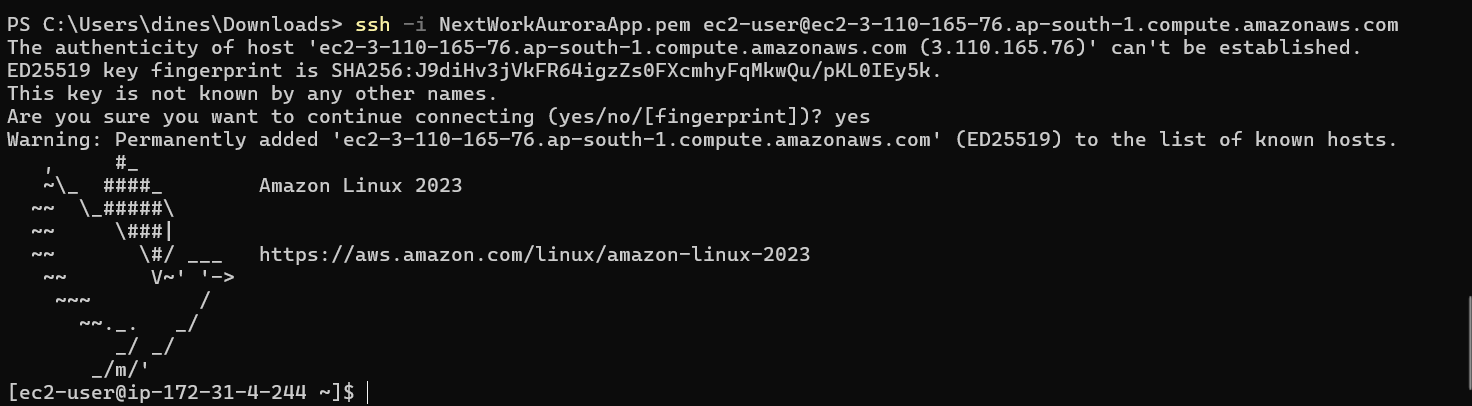 PS C:\Users\dines\Downloads> ssh -i NextWorkAuroraApp.pem ec2-user@ec2-3-110-165-76.ap-south-1.compute.amazonaws.com
The authenticity of host 'ec2-3-110-165-76.ap-south-1.compute.amazonaws.com (3.110.165.76)' can't be established.
ED25519 key fingerprint is SHA256:J9diHv3jVkFR64igzZs0FXcmhyFqMkwQu/pKL0IEy5k.
This key is not known by any other names.
Are you sure you want to continue connecting (yes/no/[fingerprint])? yes
Warning: Permanently added 'ec2-3-110-165-76.ap-south-1.compute.amazonaws.com' (ED25519) to the list of known hosts.
   ,     #_
   ~\_  ####_        Amazon Linux 2023
  ~~  \_#####\
  ~~     \###|
  ~~       \#/ ___   https://aws.amazon.com/linux/amazon-linux-2023
   ~~       V~' '->
    ~~~         /
      ~~._.   _/
         _/ _/
       _/m/'
[ec2-user@ip-172-31-4-244 ~]$